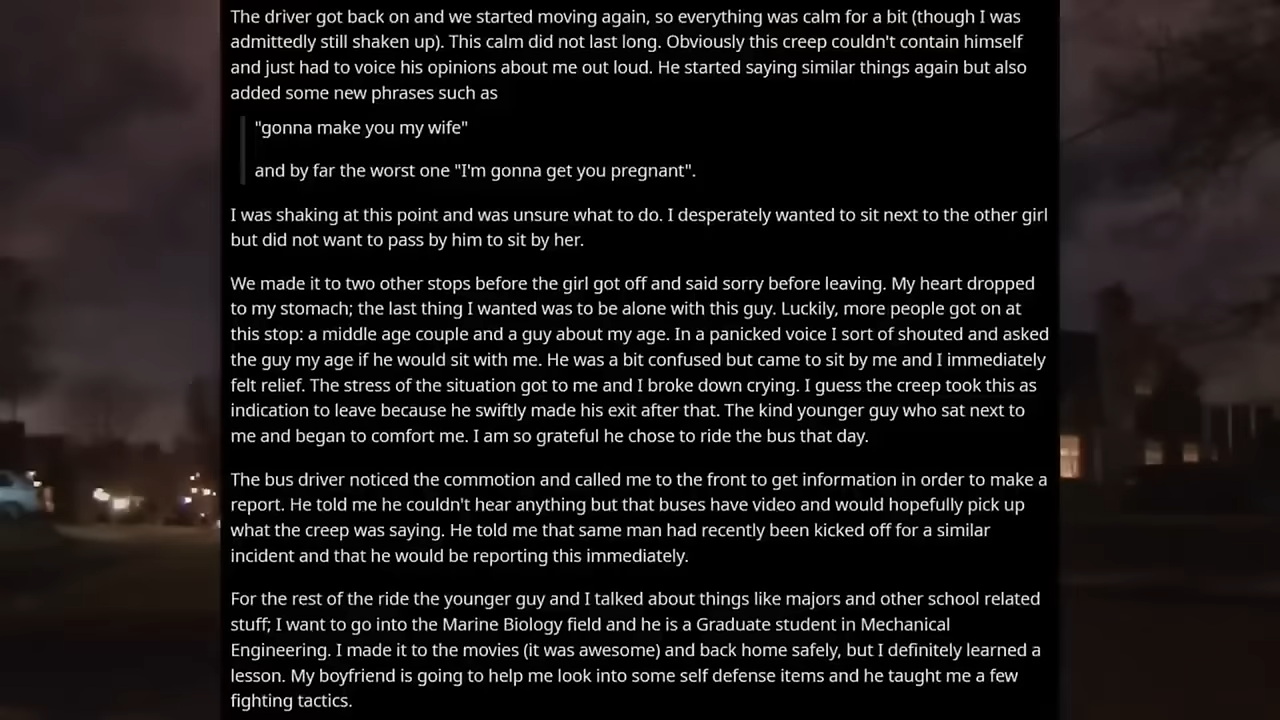 The driver got back on and we started moving again, so everything was calm for a bit (though I was
admittedly still shaken up). This calm did not last long. Obviously this creep couldn't contain himself
and just had to voice his opinions about me out loud. He started saying similar things again but also
added some new phrases such as
"gonna make you my wife"
and by far the worst one "I'm gonna get you pregnant".
I was shaking at this point and was unsure what to do. I desperately wanted to sit next to the other girl
but did not want to pass by him to sit by her.
We made it to two other stops before the girl got off and said sorry before leaving. My heart dropped
to my stomach; the last thing I wanted was to be alone with this guy. Luckily, more people got on at
this stop: a middle age couple and a guy about my age. In a panicked voice I sort of shouted and asked
the guy my age if he would sit with me. He was a bit confused but came to sit by me and I immediately
felt relief. The stress of the situation got to me and I broke down crying. I guess the creep took this as
indication to leave because he swiftly made his exit after that. The kind younger guy who sat next to
me and began to comfort me. I am so grateful he chose to ride the bus that day.
The bus driver noticed the commotion and called me to the front to get information in order to make a
report. He told me he couldn't hear anything but that buses have video and would hopefully pick up
what the creep was saying. He told me that same man had recently been kicked off for a similar
incident and that he would be reporting this immediately.
For the rest of the ride the younger guy and I talked about things like majors and other school related
stuff; I want to go into the Marine Biology field and he is a Graduate student in Mechanical
Engineering. I made it to the movies (it was awesome) and back home safely, but I definitely learned a
lesson. My boyfriend is going to help me look into some self defense items and he taught me a few
fighting tactics.